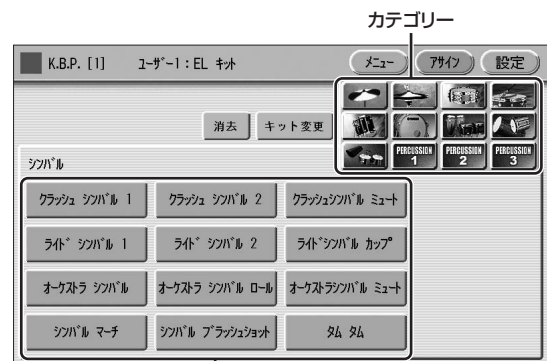 カテゴリー
K.B.P. [1] ﾕｰｻﾞｰ1：EL ｷｯﾄ ﾒﾆｭｰ ｱｻｲﾝ 設定
消去 ｷｯﾄ変更
PERCUSSION 1 PERCUSSION 2 PERCUSSION 3
ｼﾝﾊﾞﾙ
ｸﾗｯｼｭ ｼﾝﾊﾞﾙ 1 ｸﾗｯｼｭ ｼﾝﾊﾞﾙ 2 ｸﾗｯｼｭｼﾝﾊﾞﾙ ﾐｭｰﾄ
ﾗｲﾄﾞ ｼﾝﾊﾞﾙ 1 ﾗｲﾄﾞ ｼﾝﾊﾞﾙ 2 ﾗｲﾄﾞｼﾝﾊﾞﾙ ｶｯﾌﾟ
ｵｰｹｽﾄﾗ ｼﾝﾊﾞﾙ ｵｰｹｽﾄﾗ ｼﾝﾊﾞﾙ ﾛｰﾙ ｵｰｹｽﾄﾗｼﾝﾊﾞﾙ ﾐｭｰﾄ
ｼﾝﾊﾞﾙ ﾏｰﾁ ｼﾝﾊﾞﾙ ﾌﾞﾗｯｼｭｼｮｯﾄ ﾀﾑ ﾀﾑ